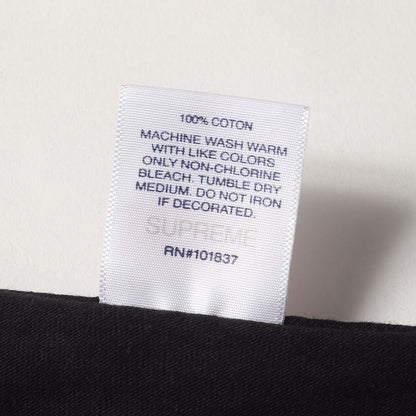 100% COTON
MACHINE WASH WARM
WITH LIKE COLORS
ONLY NON-CHLORINE
BLEACH. TUMBLE DRY
MEDIUM. DO NOT IRON
IF DECORATED.
SUPREME
RN#101837